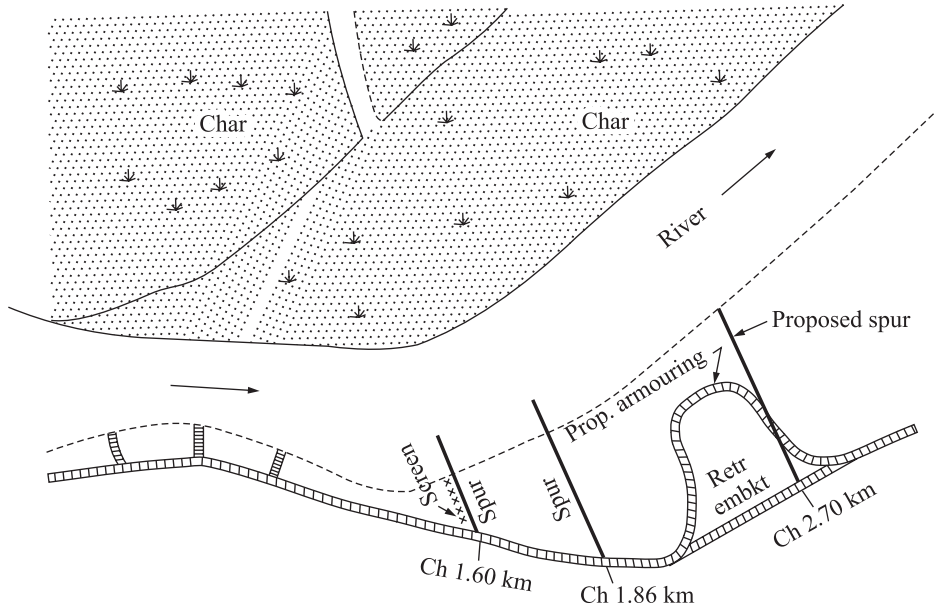 Char
Char
River
Proposed spur
Prop. armouring
Screen
Spur
Spur
Retr
embkt
Ch 2.70 km
Ch 1.60 km
Ch 1.86 km